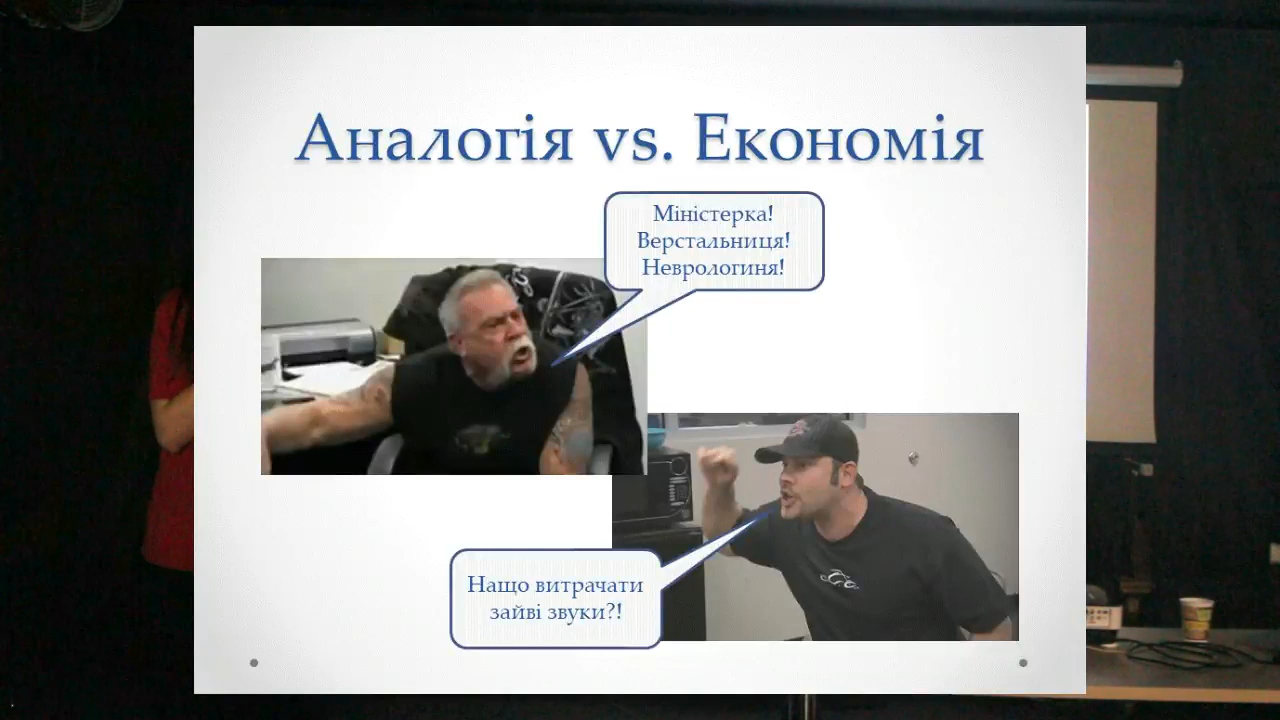 Аналогія vs. Економія
Міністерка!
Верстальниця!
Неврологиня!
Нащо витрачати
зайві звуки?!